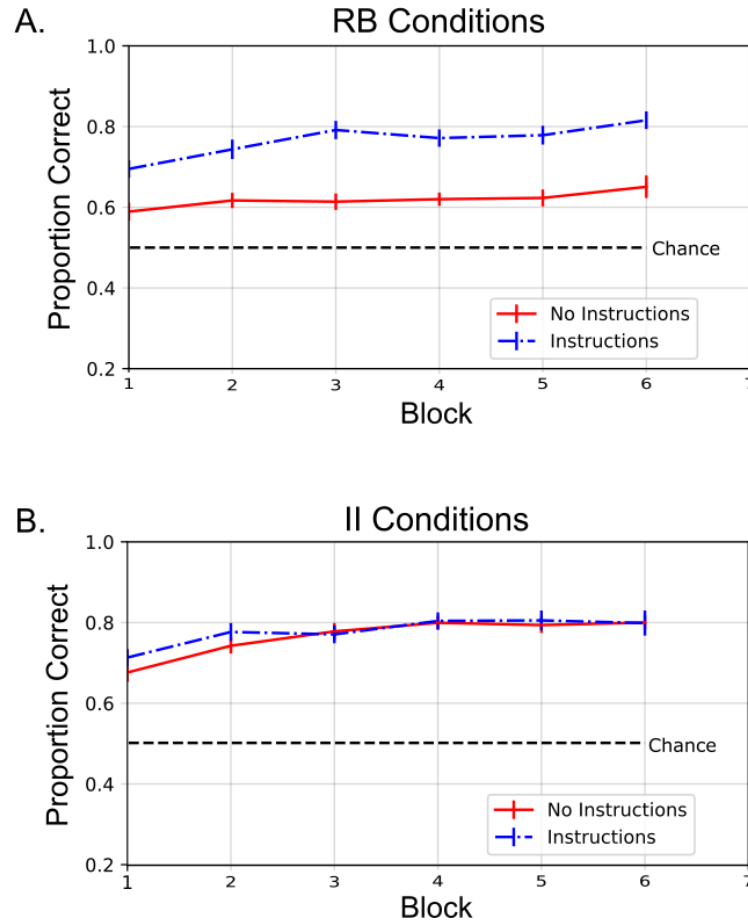 A.
RB Conditions
Proportion Correct
1.0
0.8
0.6
0.4
0.2
Chance
No Instructions
Instructions
1 2 3 4 5 6 7
Block
B.
II Conditions
Proportion Correct
1.0
0.8
0.6
0.4
0.2
Chance
No Instructions
Instructions
1 2 3 4 5 6 7
Block